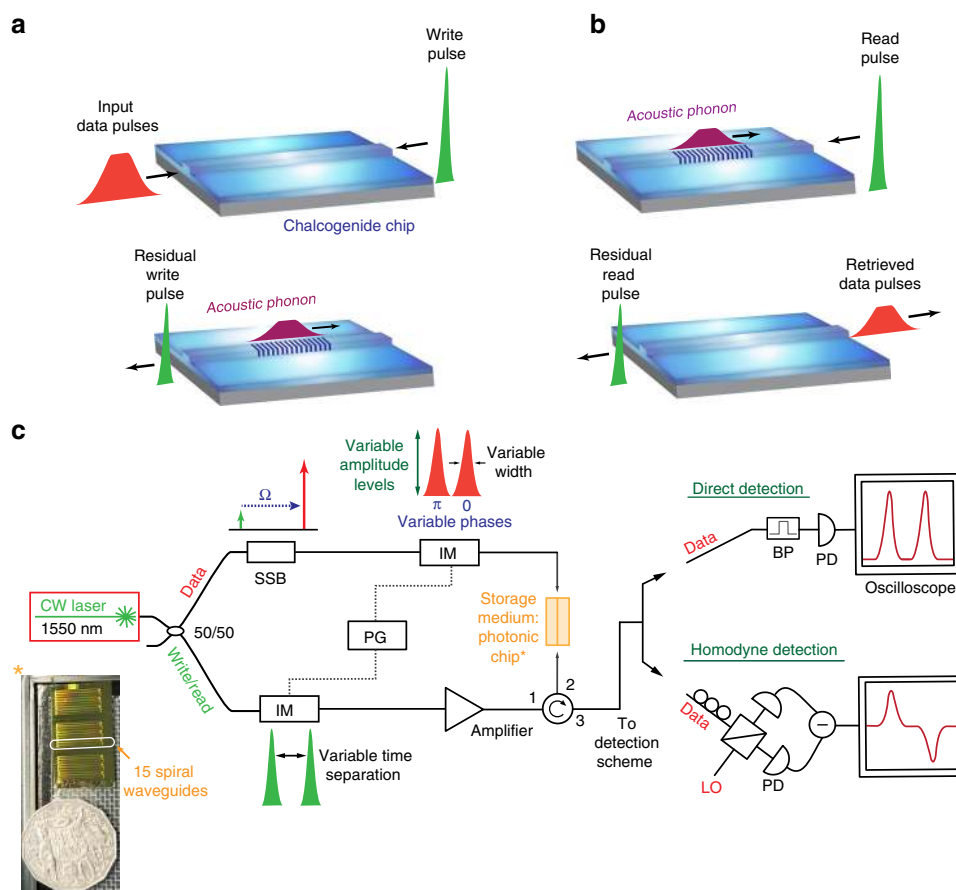 a
Write
pulse
Input
data pulses
Chalcogenide chip
Residual
write
pulse
Acoustic phonon
b
Read
pulse
Acoustic phonon
Residual
read
pulse
Retrieved
data pulses
c
Variable
amplitude
levels
Variable
width
π 0
Variable phases
Ω
SSB
IM
Data
CW laser
1550 nm
50/50
PG
Write/read
IM
Variable time
separation
Amplifier
Storage
medium:
photonic
chip*
1
2
3
To
detection
scheme
Direct detection
Data
BP
PD
Oscilloscope
Homodyne detection
Data
LO
PD
−
*
15 spiral
waveguides